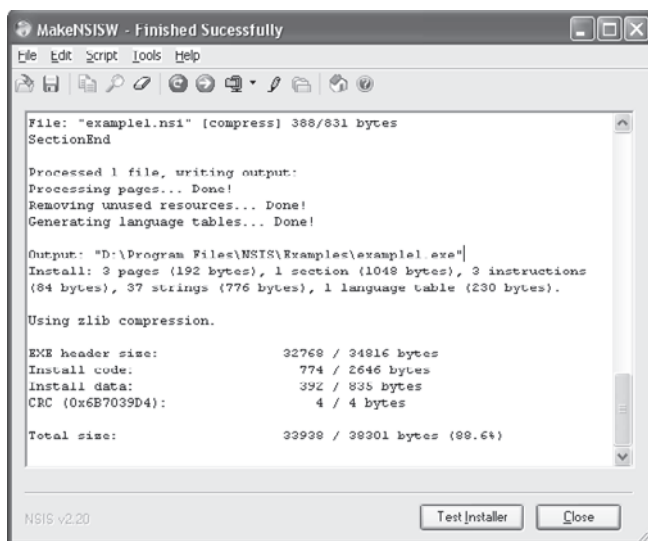 MakeNSISW - Finished Sucessfully
File Edit Script Tools Help
File: "example1.nsi" [compress] 388/831 bytes
SectionEnd
Processed 1 file, writing output:
Processing pages... Done!
Removing unused resources... Done!
Generating language tables... Done!
Output: "D:\Program Files\NSIS\Examples\example1.exe"
Install: 3 pages (192 bytes), 1 section (1048 bytes), 3 instructions
(84 bytes), 37 strings (776 bytes), 1 language table (230 bytes).
Using zlib compression.
EXE header size: 32768 / 34816 bytes
Install code: 774 / 2646 bytes
Install data: 392 / 835 bytes
CRC (0x6B7039D4): 4 / 4 bytes
Total size: 33938 / 38301 bytes (88.6%)
NSIS v2.20
Test Installer
Close